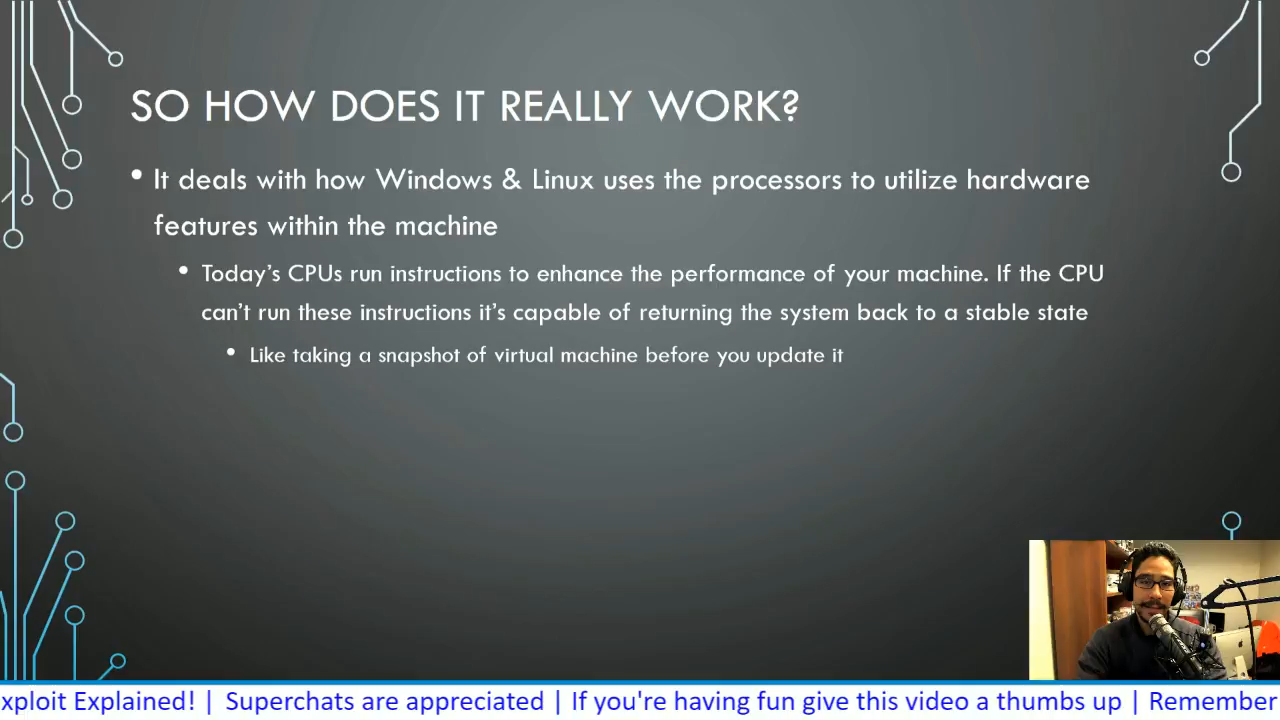 SO HOW DOES IT REALLY WORK?
• It deals with how Windows & Linux uses the processors to utilize hardware
features within the machine
• Today's CPUs run instructions to enhance the performance of your machine. If the CPU
can't run these instructions it's capable of returning the system back to a stable state
• Like taking a snapshot of virtual machine before you update it
xploit Explained! | Superchats are appreciated | If you're having fun give this video a thumbs up | Remember